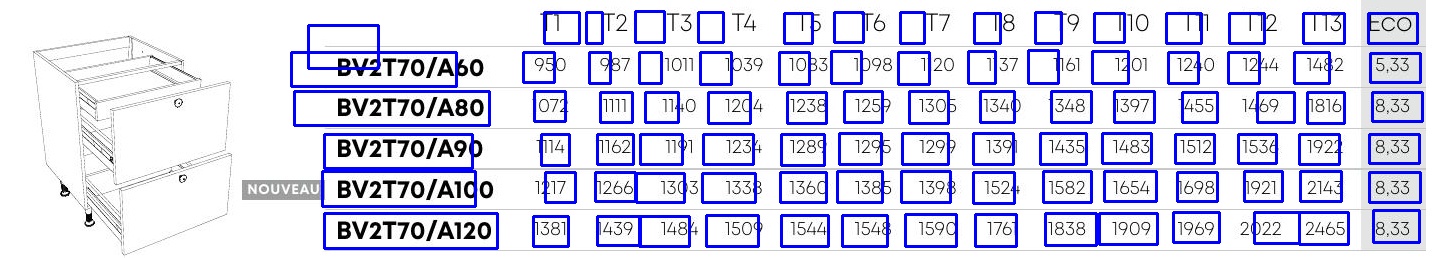 T1 T2 T3 T4 T5 T6 T7 T8 T9 T10 T11 T12 T13 ECO
BV2T70/A60 950 987 1011 1039 1083 1098 1120 1137 1161 1201 1240 1244 1482 5,33
BV2T70/A80 1072 1111 1140 1204 1238 1259 1305 1340 1348 1397 1455 1469 1816 8,33
BV2T70/A90 1114 1162 1191 1234 1289 1295 1299 1391 1435 1483 1512 1536 1922 8,33
NOUVEAU BV2T70/A100 1217 1266 1303 1338 1360 1385 1398 1524 1582 1654 1698 1921 2143 8,33
BV2T70/A120 1381 1439 1484 1509 1544 1548 1590 1761 1838 1909 1969 2022 2465 8,33